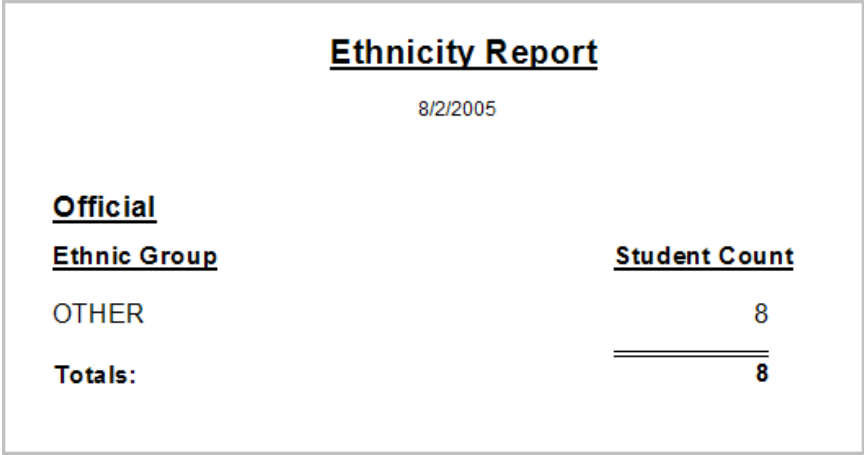 Ethnicity Report
8/2/2005
Official
Ethnic Group Student Count
OTHER 8
Totals: 8